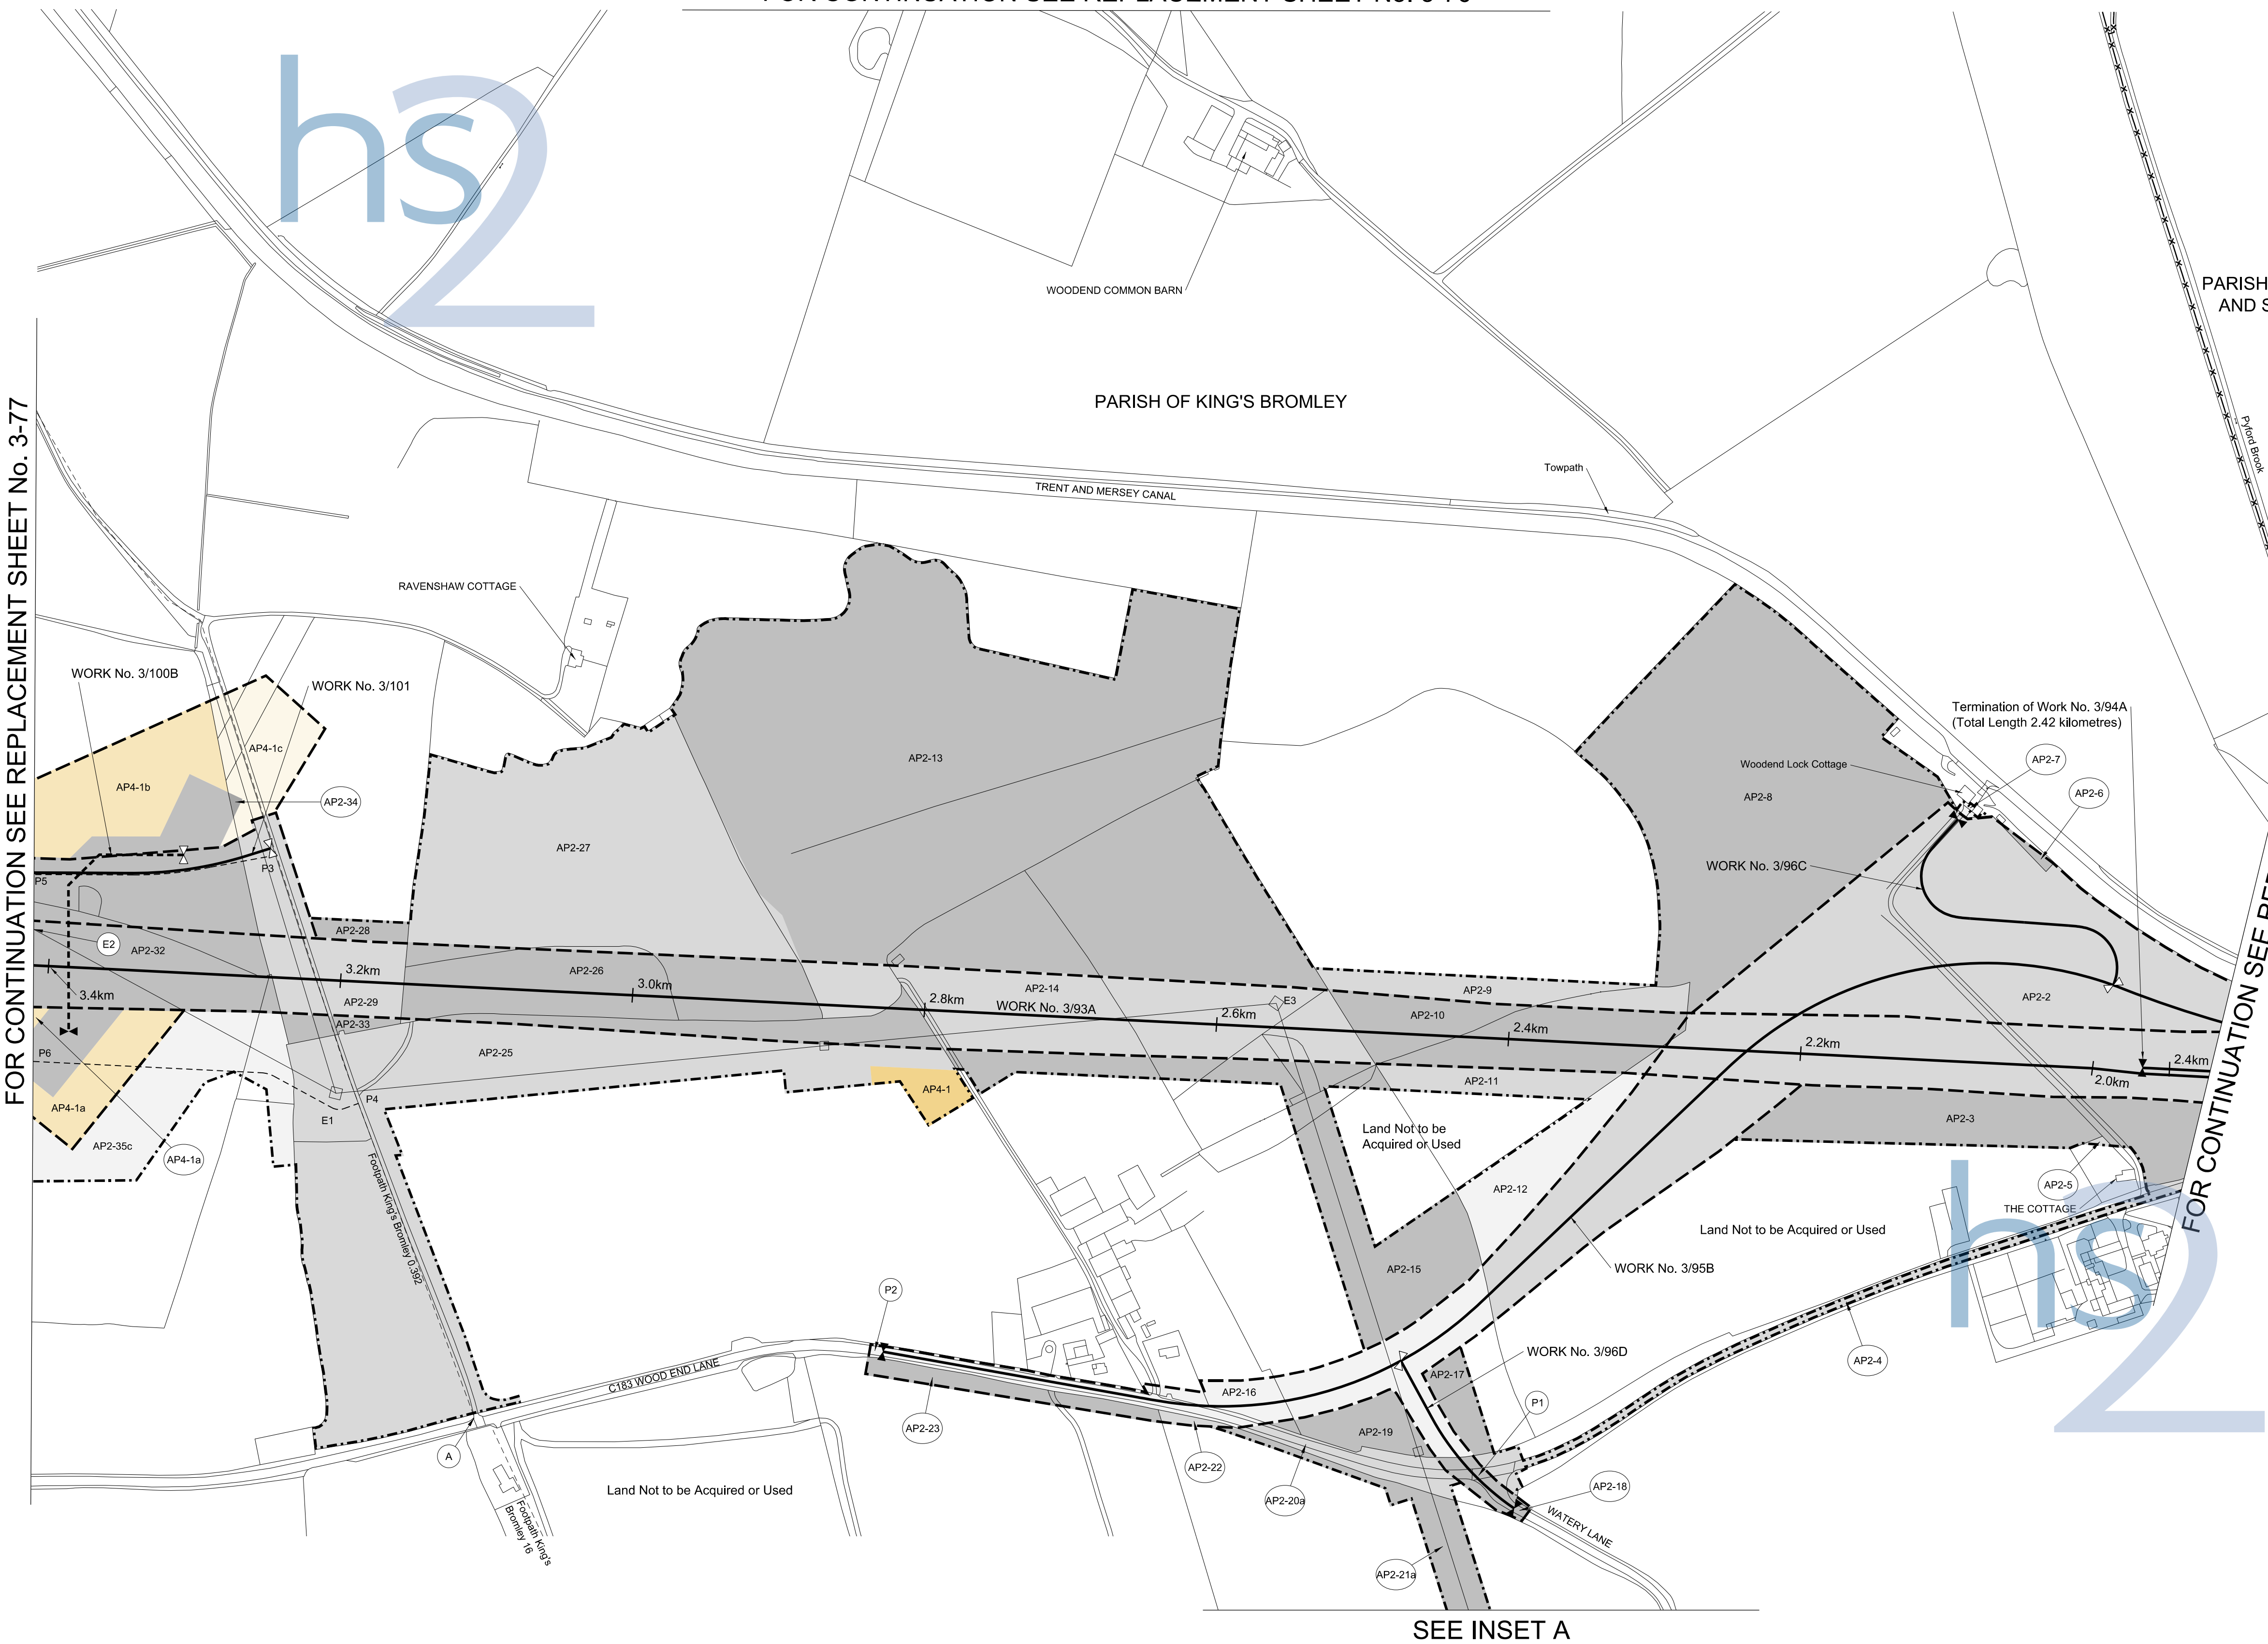 hs2
PARISH
AND S
FOR CONTINUATION SEE REPLACEMENT SHEET No. 3-77
WOODEND COMMON BARN
PARISH OF KING'S BROMLEY
Pyford Brook
Towpath
TRENT AND MERSEY CANAL
RAVENSHAW COTTAGE
WORK No. 3/100B
WORK No. 3/101
Termination of Work No. 3/94A
(Total Length 2.42 kilometres)
AP4-1c
AP2-13
AP2-7
Woodend Lock Cottage
AP4-1b
AP2-34
AP2-8
AP2-6
AP2-27
WORK No. 3/96C
P3
P5
AP2-28
E2
AP2-32
3.2km
AP2-26
3.0km
AP2-14
AP2-9
AP2-2
3.4km
AP2-29
2.8km
WORK No. 3/93A
E3
AP2-10
2.6km
AP2-33
2.4km
2.2km
P6
AP2-25
AP2-11
2.4km
2.0km
AP4-1
P4
AP4-1a
E1
AP2-3
Land Not to be
Acquired or Used
AP2-35c
AP4-1a
AP2-12
AP2-5
THE COTTAGE
FOR CONTINUATION SEE
Footpath King's Bromley 0.392
Land Not to be Acquired or Used
AP2-15
WORK No. 3/95B
hs2
P2
WORK No. 3/96D
AP2-4
C183 WOOD END LANE
AP2-16
AP2-17
P1
AP2-23
AP2-19
A
AP2-22
AP2-18
Land Not to be Acquired or Used
AP2-20a
WATERY LANE
Footpath King's
Bromley 16
AP2-21a
SEE INSET A